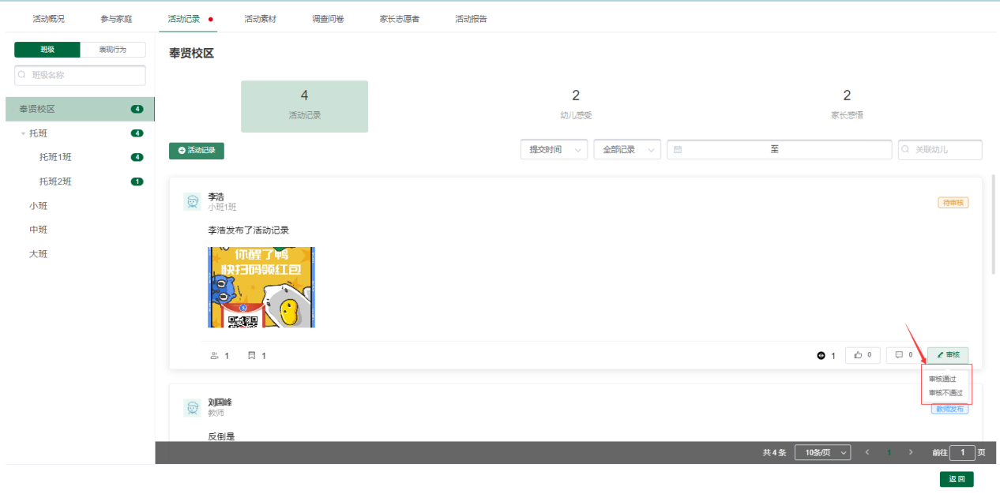 活动概况 参与家庭 活动记录 活动素材 调查问卷 家长志愿者 活动报告
班级 表现行为
班级名称
奉贤校区 4
托班 4
托班1班 4
托班2班 1
小班
中班
大班
奉贤校区
4 2 2
活动记录 幼儿感受 家长感悟
活动记录 提交时间 全部记录 至 关联幼儿
李浩
小班1班
待审核
李浩发布了活动记录
你醒了鸭
快扫码领红包
1 1 1 0 0 审核
审核通过
审核不通过
刘国峰
教师
教师发布
反倒是
共 4 条 10条/页 1 前往 1 页
返回